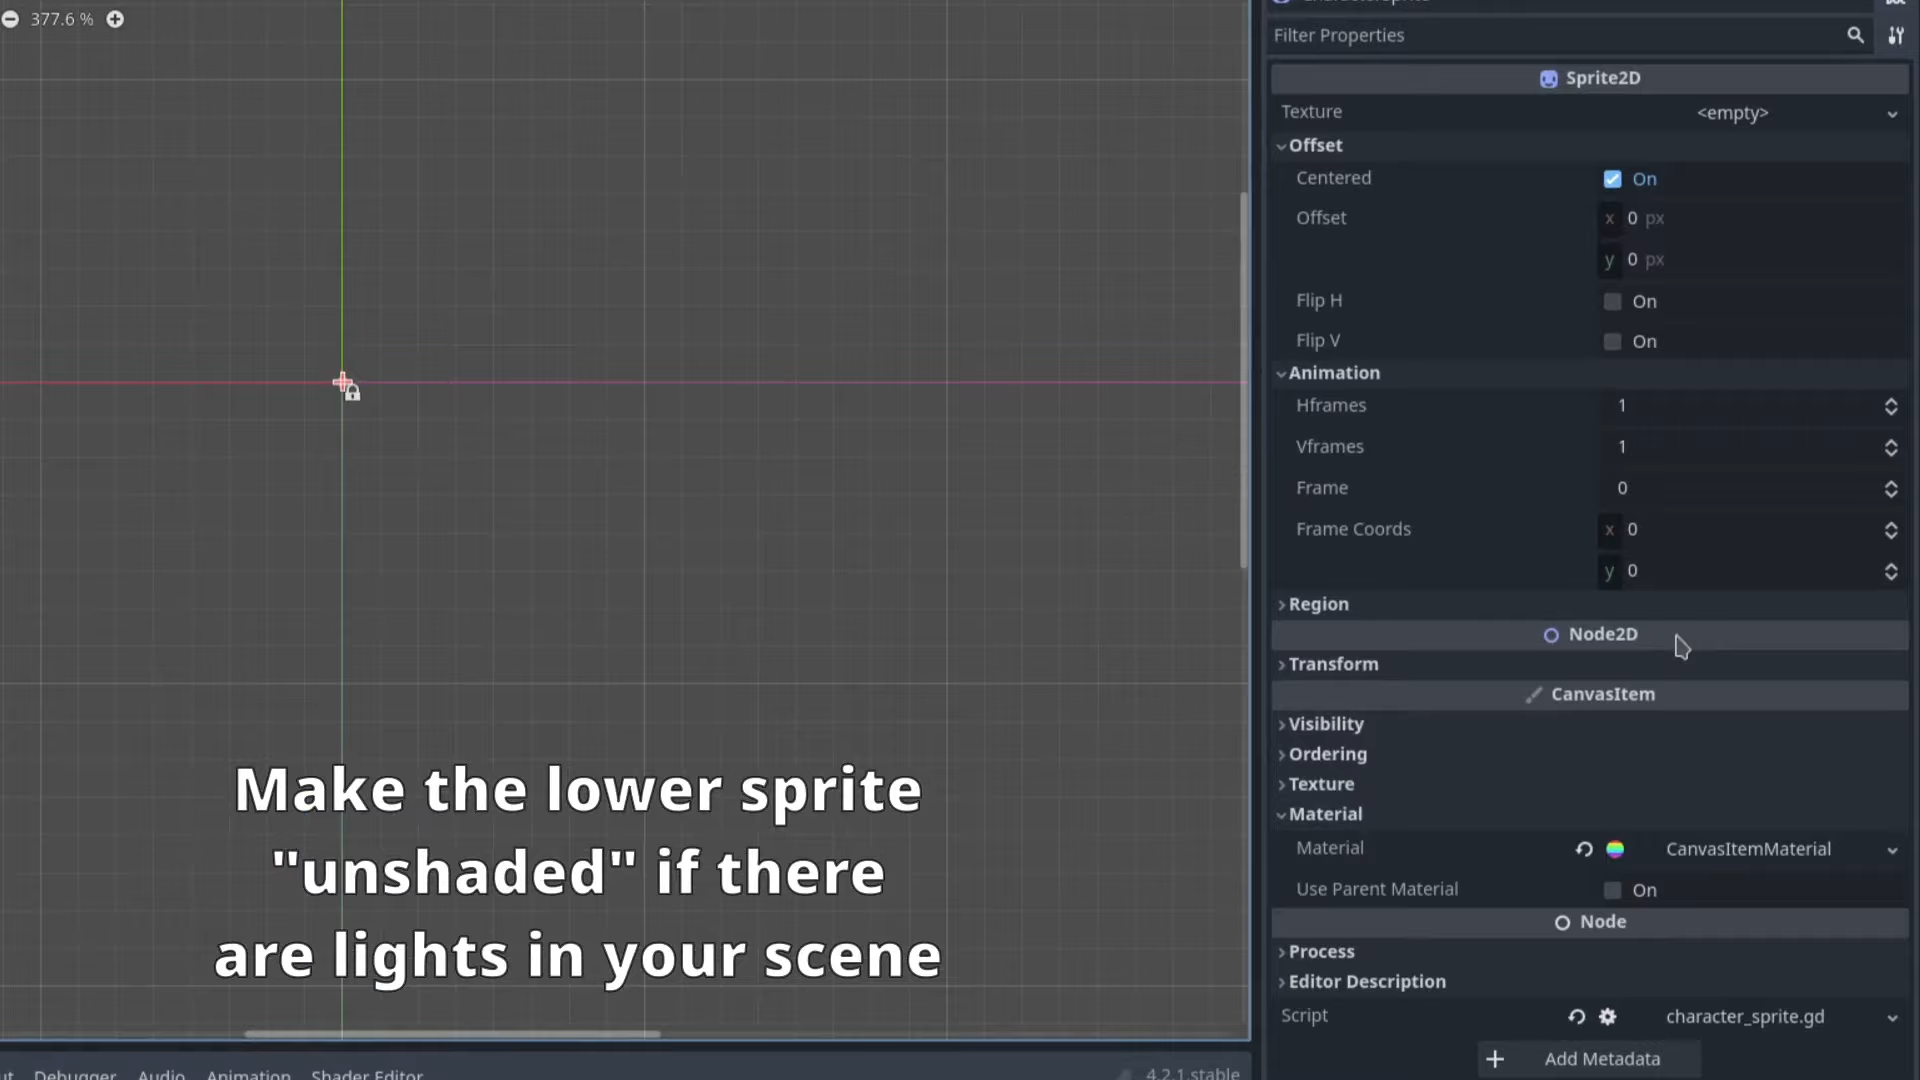 377.6 %
Filter Properties
Sprite2D
Texture <empty>
Offset
Centered On
Offset x 0 px
y 0 px
Flip H On
Flip V On
Animation
Hframes 1
Vframes 1
Frame 0
Frame Coords x 0
y 0
Region
Node2D
Transform
CanvasItem
Visibility
Ordering
Texture
Material
Material CanvasItemMaterial
Use Parent Material On
Node
Process
Editor Description
Script character_sprite.gd
Add Metadata
Make the lower sprite
"unshaded" if there
are lights in your scene
Debugger Audio Animation Shader Editor 4.2.1.stable